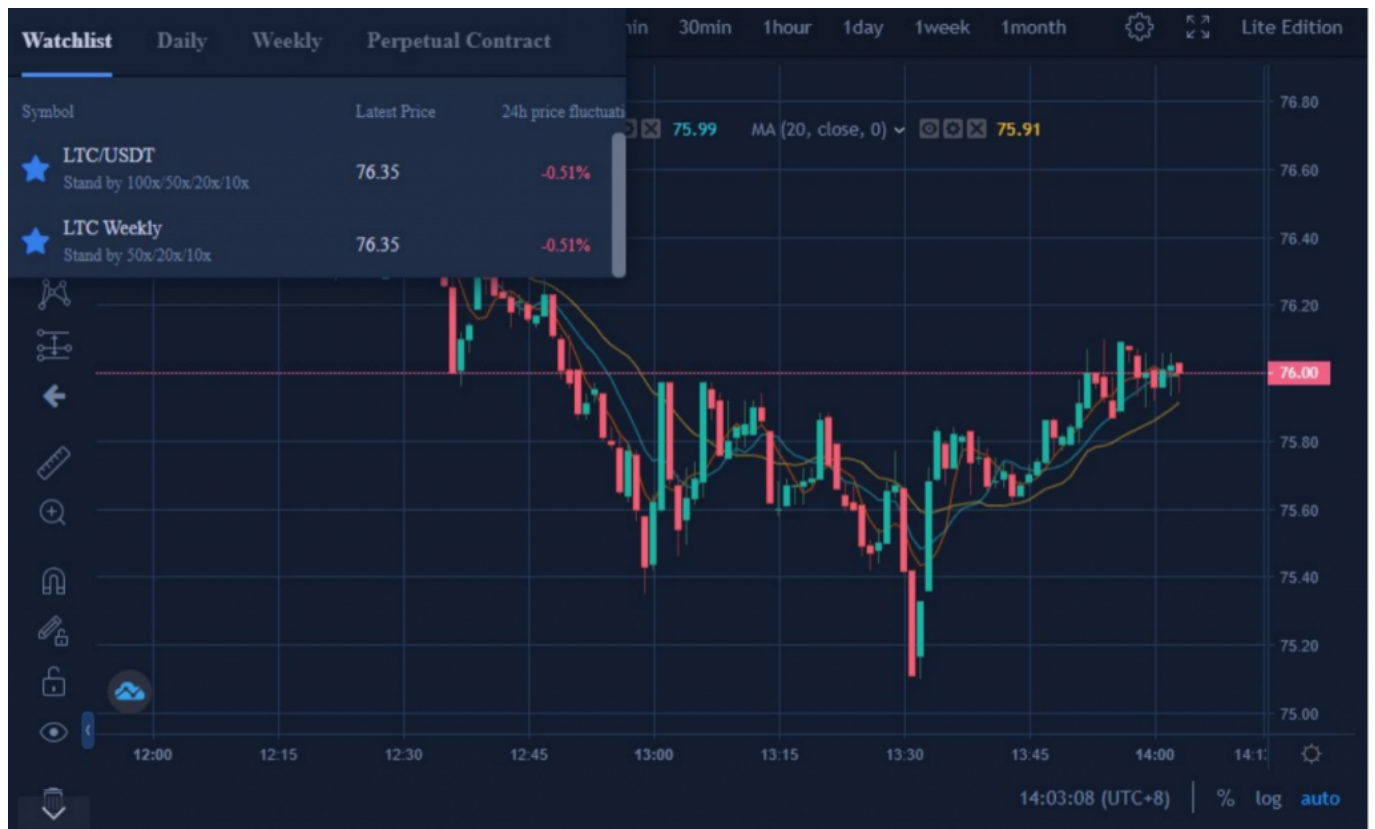 Watchlist Daily Weekly Perpetual Contract 30min 1hour 1day 1week 1month Lite Edition
Symbol Latest Price 24h price fluctuati
75.99 MA (20, close, 0) 75.91
LTC/USDT
Stand by 100x/50x/20x/10x
76.35 -0.51%
LTC Weekly
Stand by 50x/20x/10x
76.35 -0.51%
76.80
76.60
76.40
76.20
76.00
75.80
75.60
75.40
75.20
75.00
12:00 12:15 12:30 12:45 13:00 13:15 13:30 13:45 14:00
14:03:08 (UTC+8) % log auto